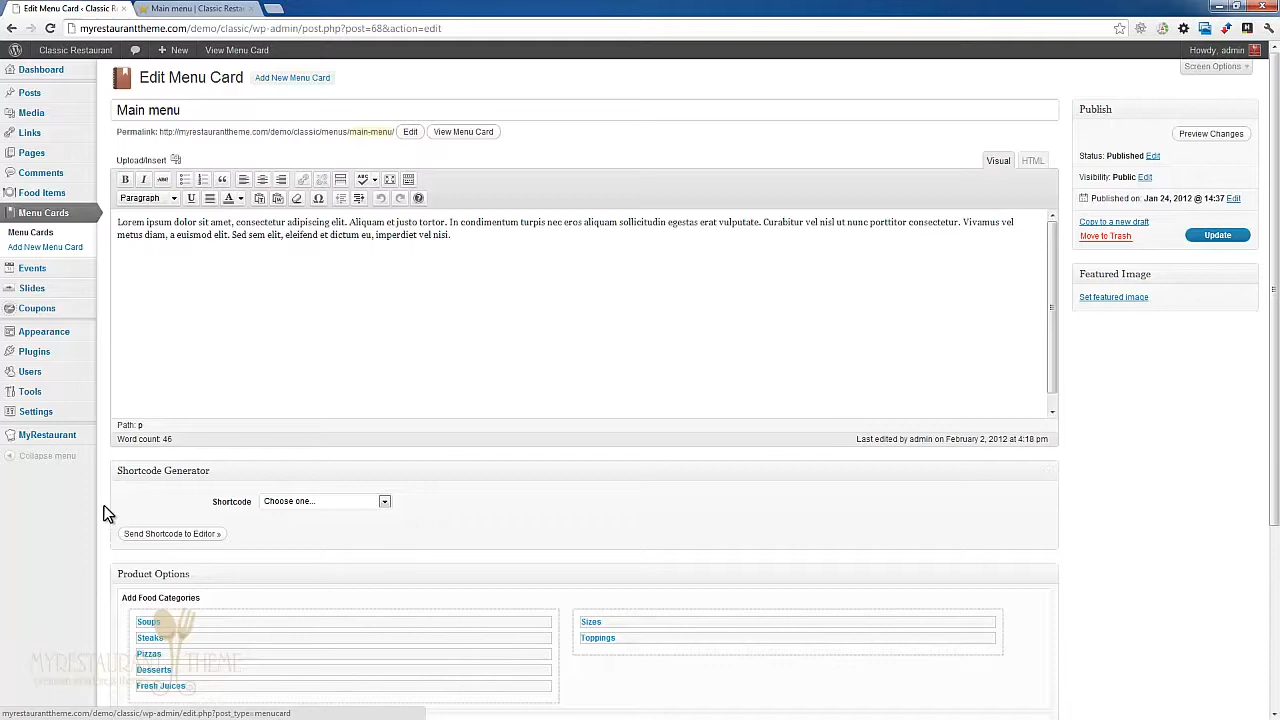 Edit Menu Card ‹ Classic R
Main menu | Classic Resta
myrestauranttheme.com/demo/classic/wp-admin/post.php?post=68&action=edit
Classic Restaurant
New
View Menu Card
Howdy, admin
Dashboard
Posts
Media
Links
Pages
Comments
Food Items
Menu Cards
Menu Cards
Add New Menu Card
Events
Slides
Coupons
Appearance
Plugins
Users
Tools
Settings
MyRestaurant
Collapse menu
Screen Options
Edit Menu Card
Add New Menu Card
Main menu
Permalink: http://myrestauranttheme.com/demo/classic/menus/main-menu/ Edit View Menu Card
Upload/Insert
Visual HTML
B I ABC
Paragraph
Lorem ipsum dolor sit amet, consectetur adipiscing elit. Aliquam et justo tortor. In condimentum turpis nec eros aliquam sollicitudin egestas erat vulputate. Curabitur vel nisl ut nunc porttitor consectetur. Vivamus vel
metus diam, a euismod elit. Sed sem elit, eleifend et dictum eu, imperdiet vel nisi.
Path: p
Word count: 46
Last edited by admin on February 2, 2012 at 4:18 pm
Shortcode Generator
Shortcode
Choose one...
Send Shortcode to Editor »
Product Options
Add Food Categories
Soups
Steaks
Pizzas
Desserts
Fresh Juices
Sizes
Toppings
Publish
Preview Changes
Status: Published Edit
Visibility: Public Edit
Published on: Jan 24, 2012 @ 14:37 Edit
Copy to a new draft
Move to Trash
Update
Featured Image
Set featured image
MYRESTAURANTTHEME
myrestauranttheme.com/demo/classic/wp-admin/edit.php?post_type=menucard